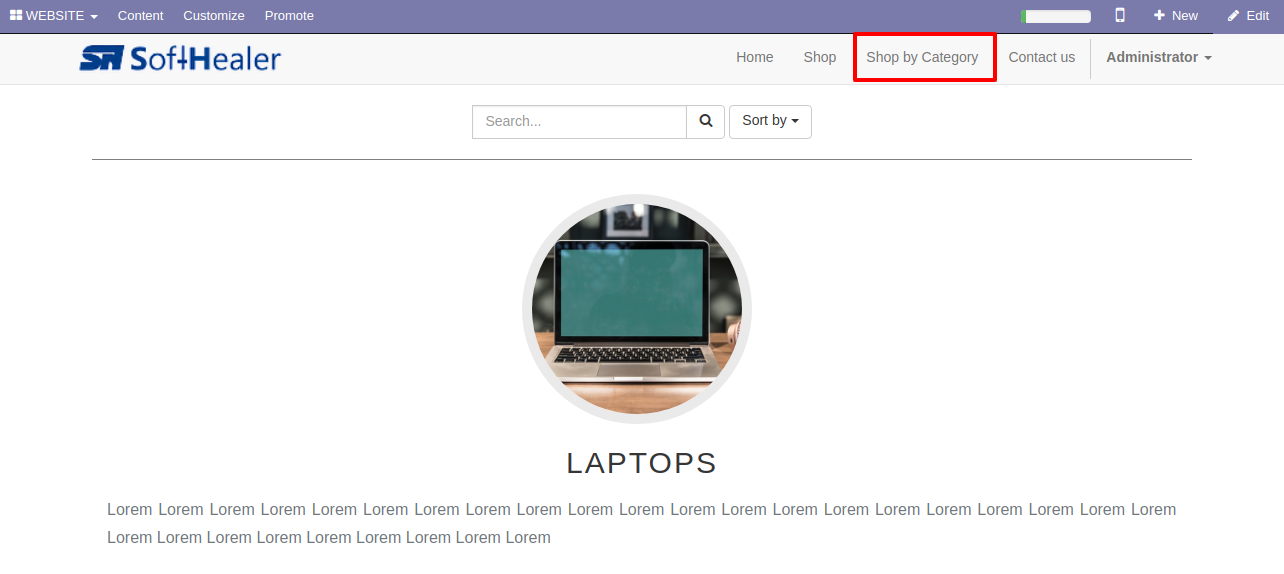 WEBSITE Content Customize Promote New Edit
SH SoftHealer Home Shop Shop by Category Contact us Administrator
Search... Sort by
LAPTOPS
Lorem Lorem Lorem Lorem Lorem Lorem Lorem Lorem Lorem Lorem Lorem Lorem Lorem Lorem Lorem Lorem Lorem Lorem Lorem Lorem Lorem
Lorem Lorem Lorem Lorem Lorem Lorem Lorem Lorem Lorem